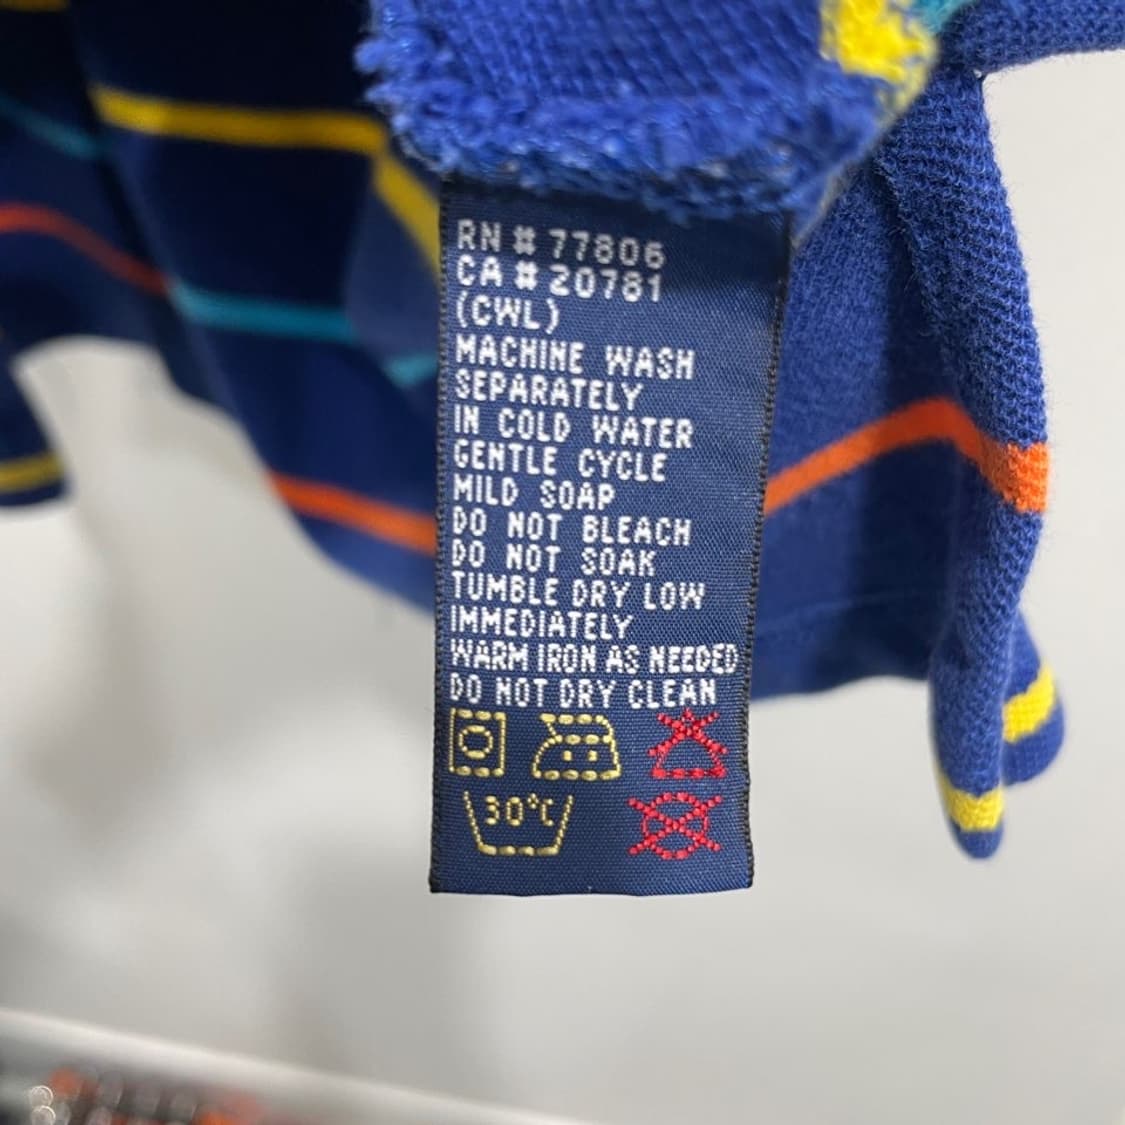 RN # 77806
CA # 20781
(CWL)
MACHINE WASH
SEPARATELY
IN COLD WATER
GENTLE CYCLE
MILD SOAP
DO NOT BLEACH
DO NOT SOAK
TUMBLE DRY LOW
IMMEDIATELY
WARM IRON AS NEEDED
DO NOT DRY CLEAN
30°C